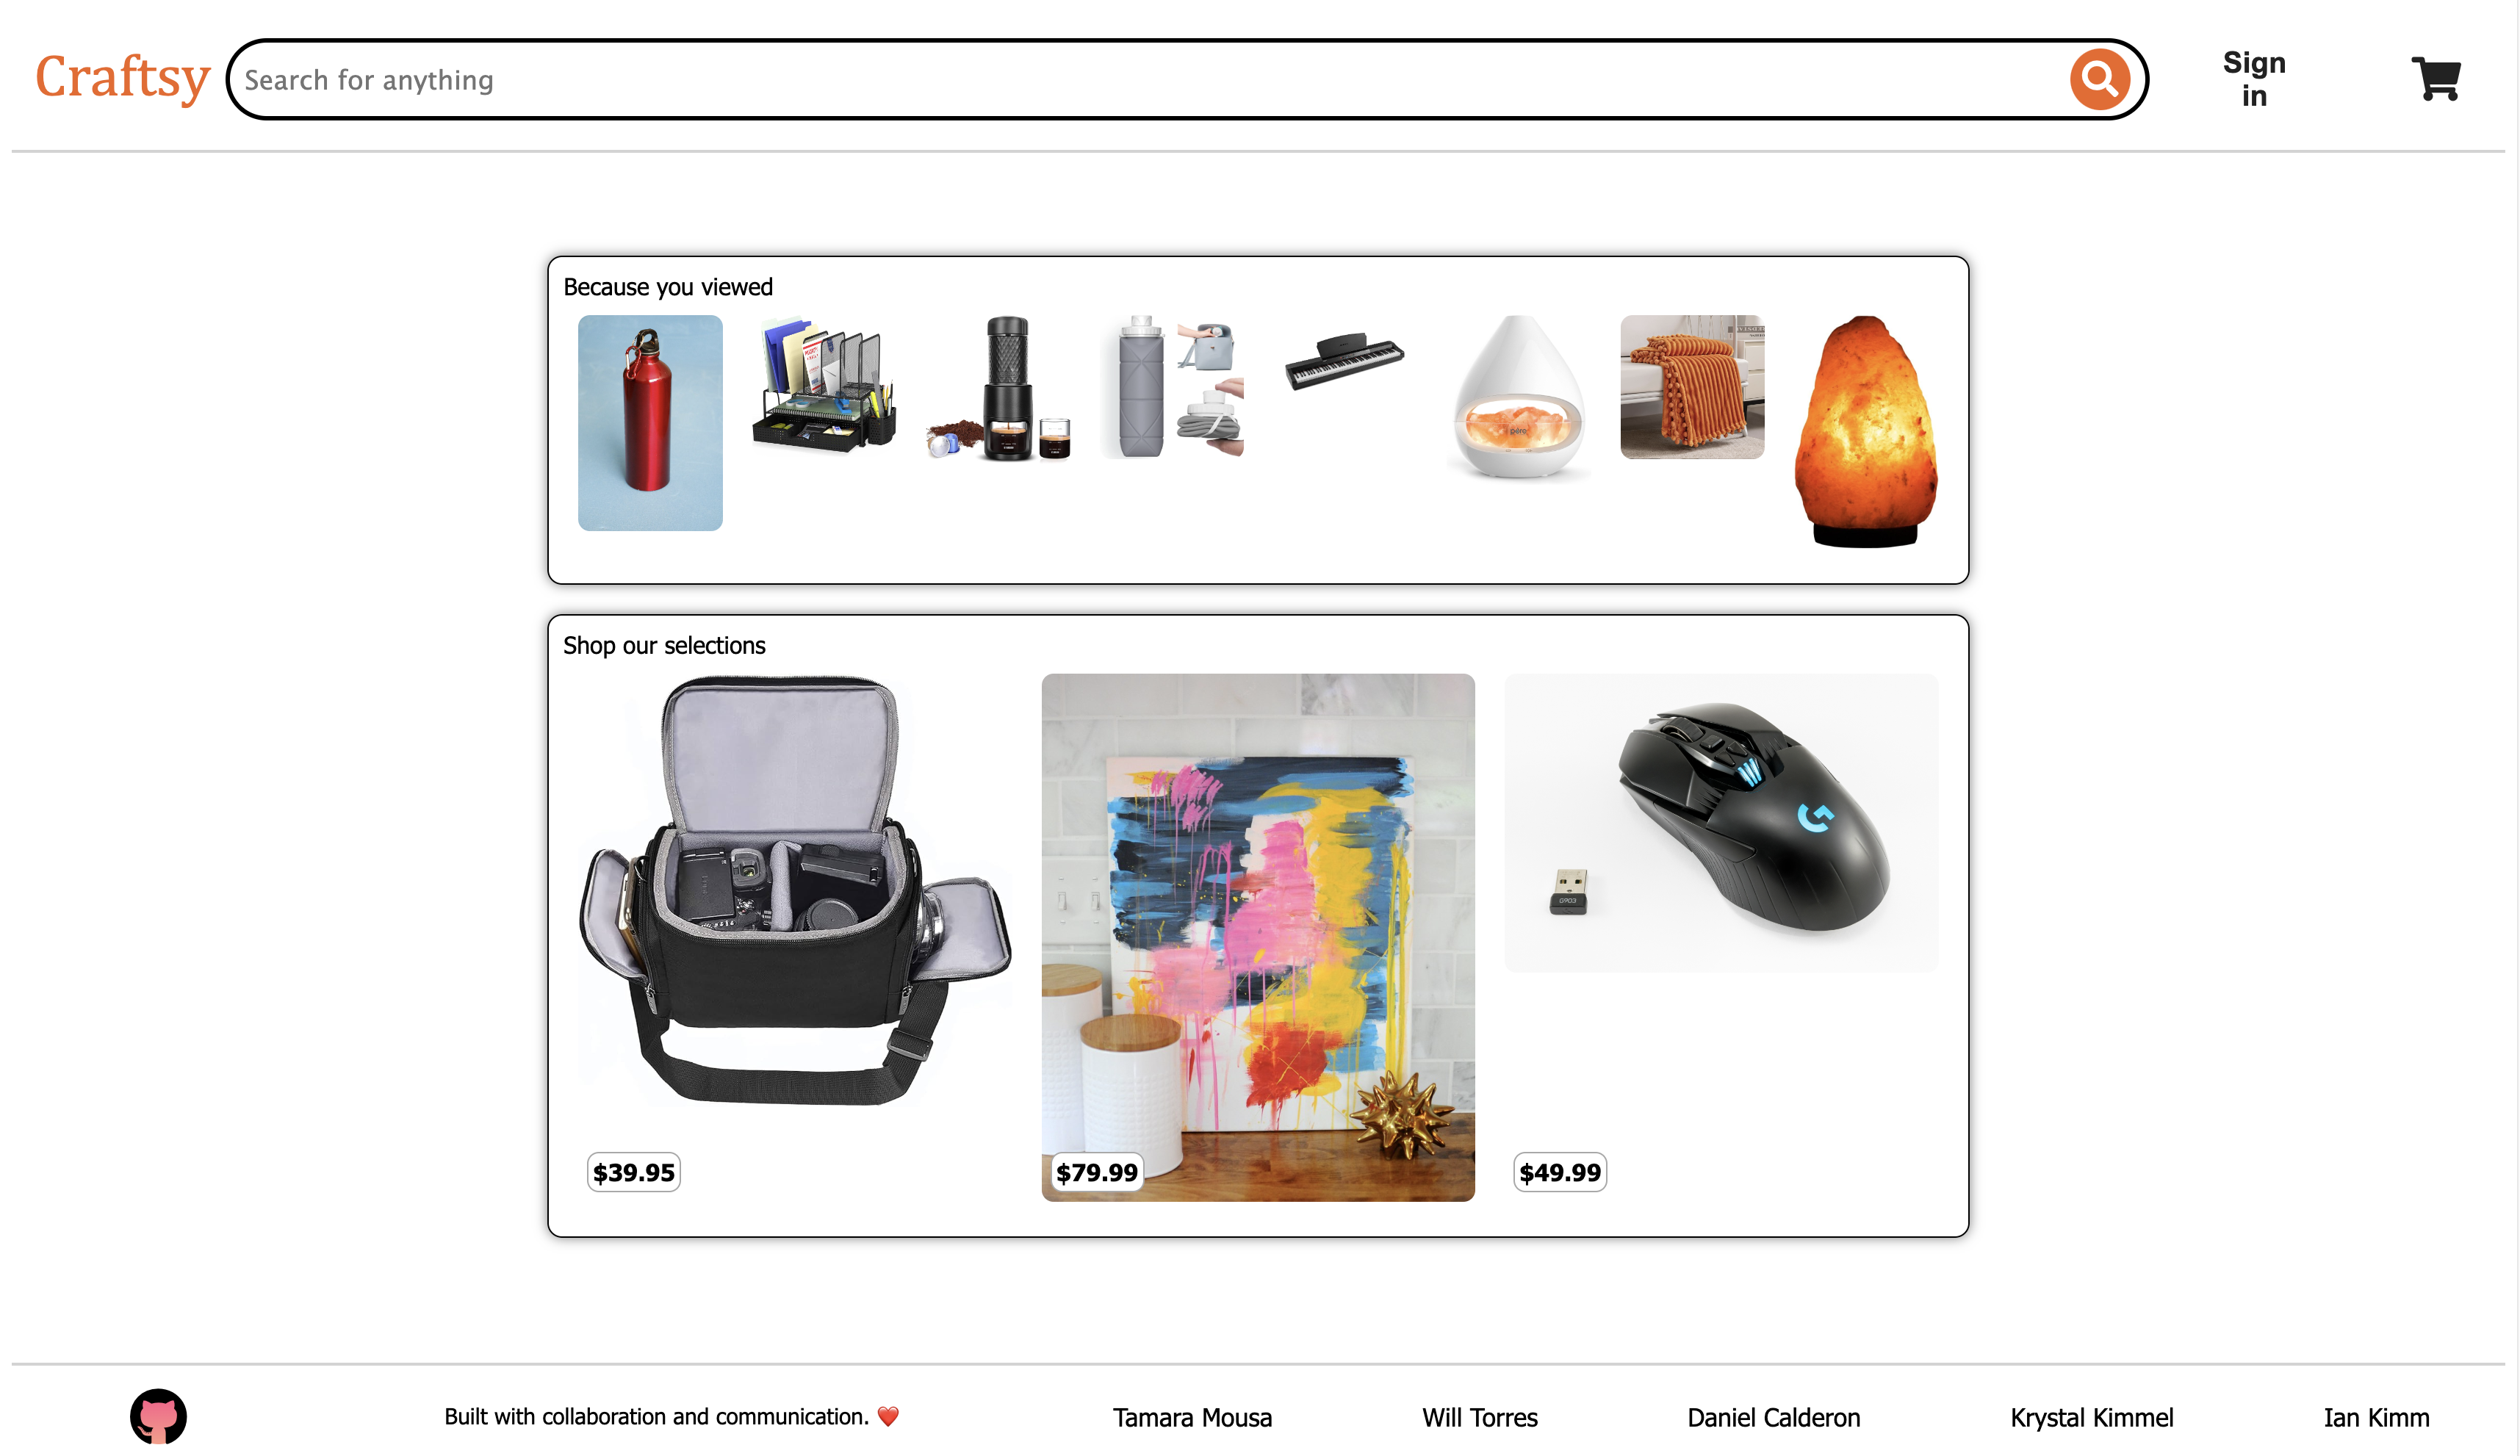 Craftsy
Search for anything
Sign
in
Because you viewed
Shop our selections
G903
$39.95
$79.99
$49.99
Built with collaboration and communication. ❤️
Tamara Mousa
Will Torres
Daniel Calderon
Krystal Kimmel
Ian Kimm